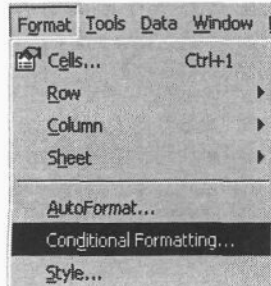 Format Tools Data Window
Cells... Ctrl+1
Row
Column
Sheet
AutoFormat...
Conditional Formatting...
Style...